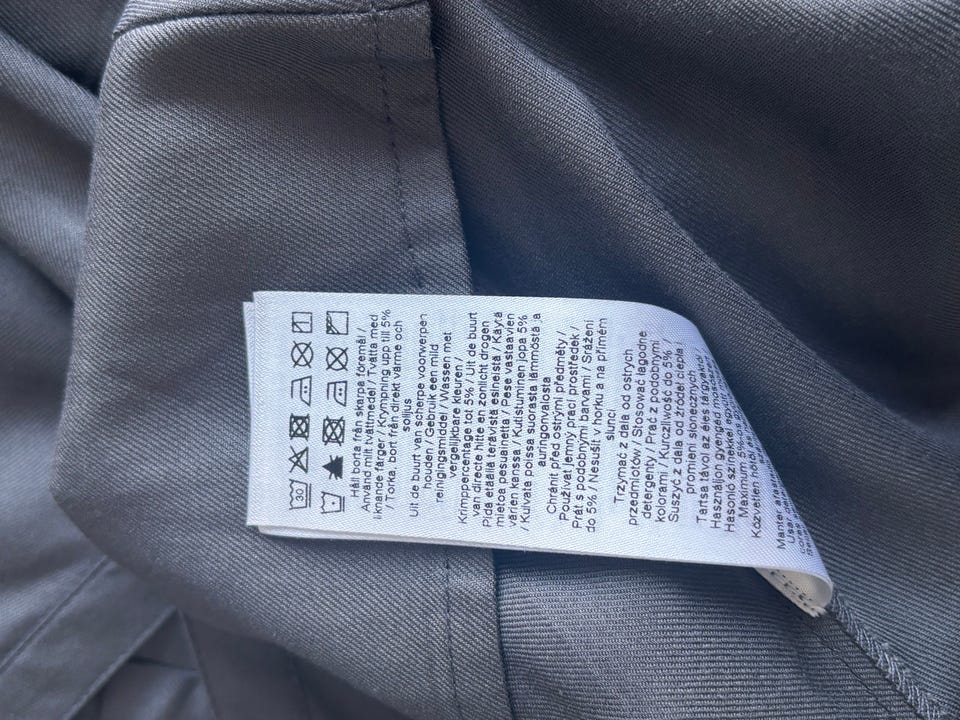 30
Håll borta från skarpa föremål /
Använd milt tvättmedel / Tvätta med
liknande färger / Krympning upp till 5%
/ Torka, bort från direkt värme och
solljus
Uit de buurt van scherpe voorwerpen
houden / Gebruik een mild
reinigingsmiddel / Wassen met
vergelijkbare kleuren /
Krimppercentage tot 5% / Uit de buurt
van directe hitte en zonlicht drogen
Pidä etäällä terävistä esineistä / Käytä
mietoa pesuainetta / Pese vastaavien
värien kanssa / Kutistuminen jopa 5%
/ Kuivata poissa suorasta lämmöstä ja
auringonvalosta
Chránit před ostrými předměty /
Používat jemný prací prostředek /
Prát s podobnými barvami / Srážení
do 5% / Nesušit v horku a na přímém
slunci
Trzymać z dala od ostrych
przedmiotów / Stosować łagodne
detergenty / Prać z podobnymi
kolorami / Kurczliwość do 5% /
Suszyć z dala od źródeł ciepła i
promieni słonecznych
Tartsa távol az éles tárgyaktól /
Használjon gyengéd mosószert
Hasonló színekkel együtt
Maximum 5%-os
Közvetlen hőtől és